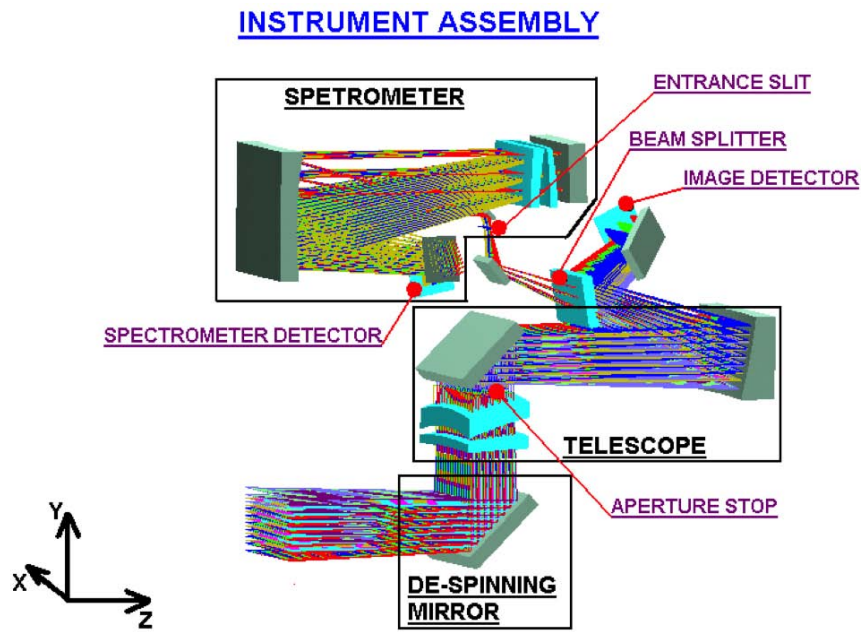 INSTRUMENT ASSEMBLY
SPETROMETER
ENTRANCE SLIT
BEAM SPLITTER
IMAGE DETECTOR
SPECTROMETER DETECTOR
TELESCOPE
APERTURE STOP
DE-SPINNING
MIRROR
Y
X
Z